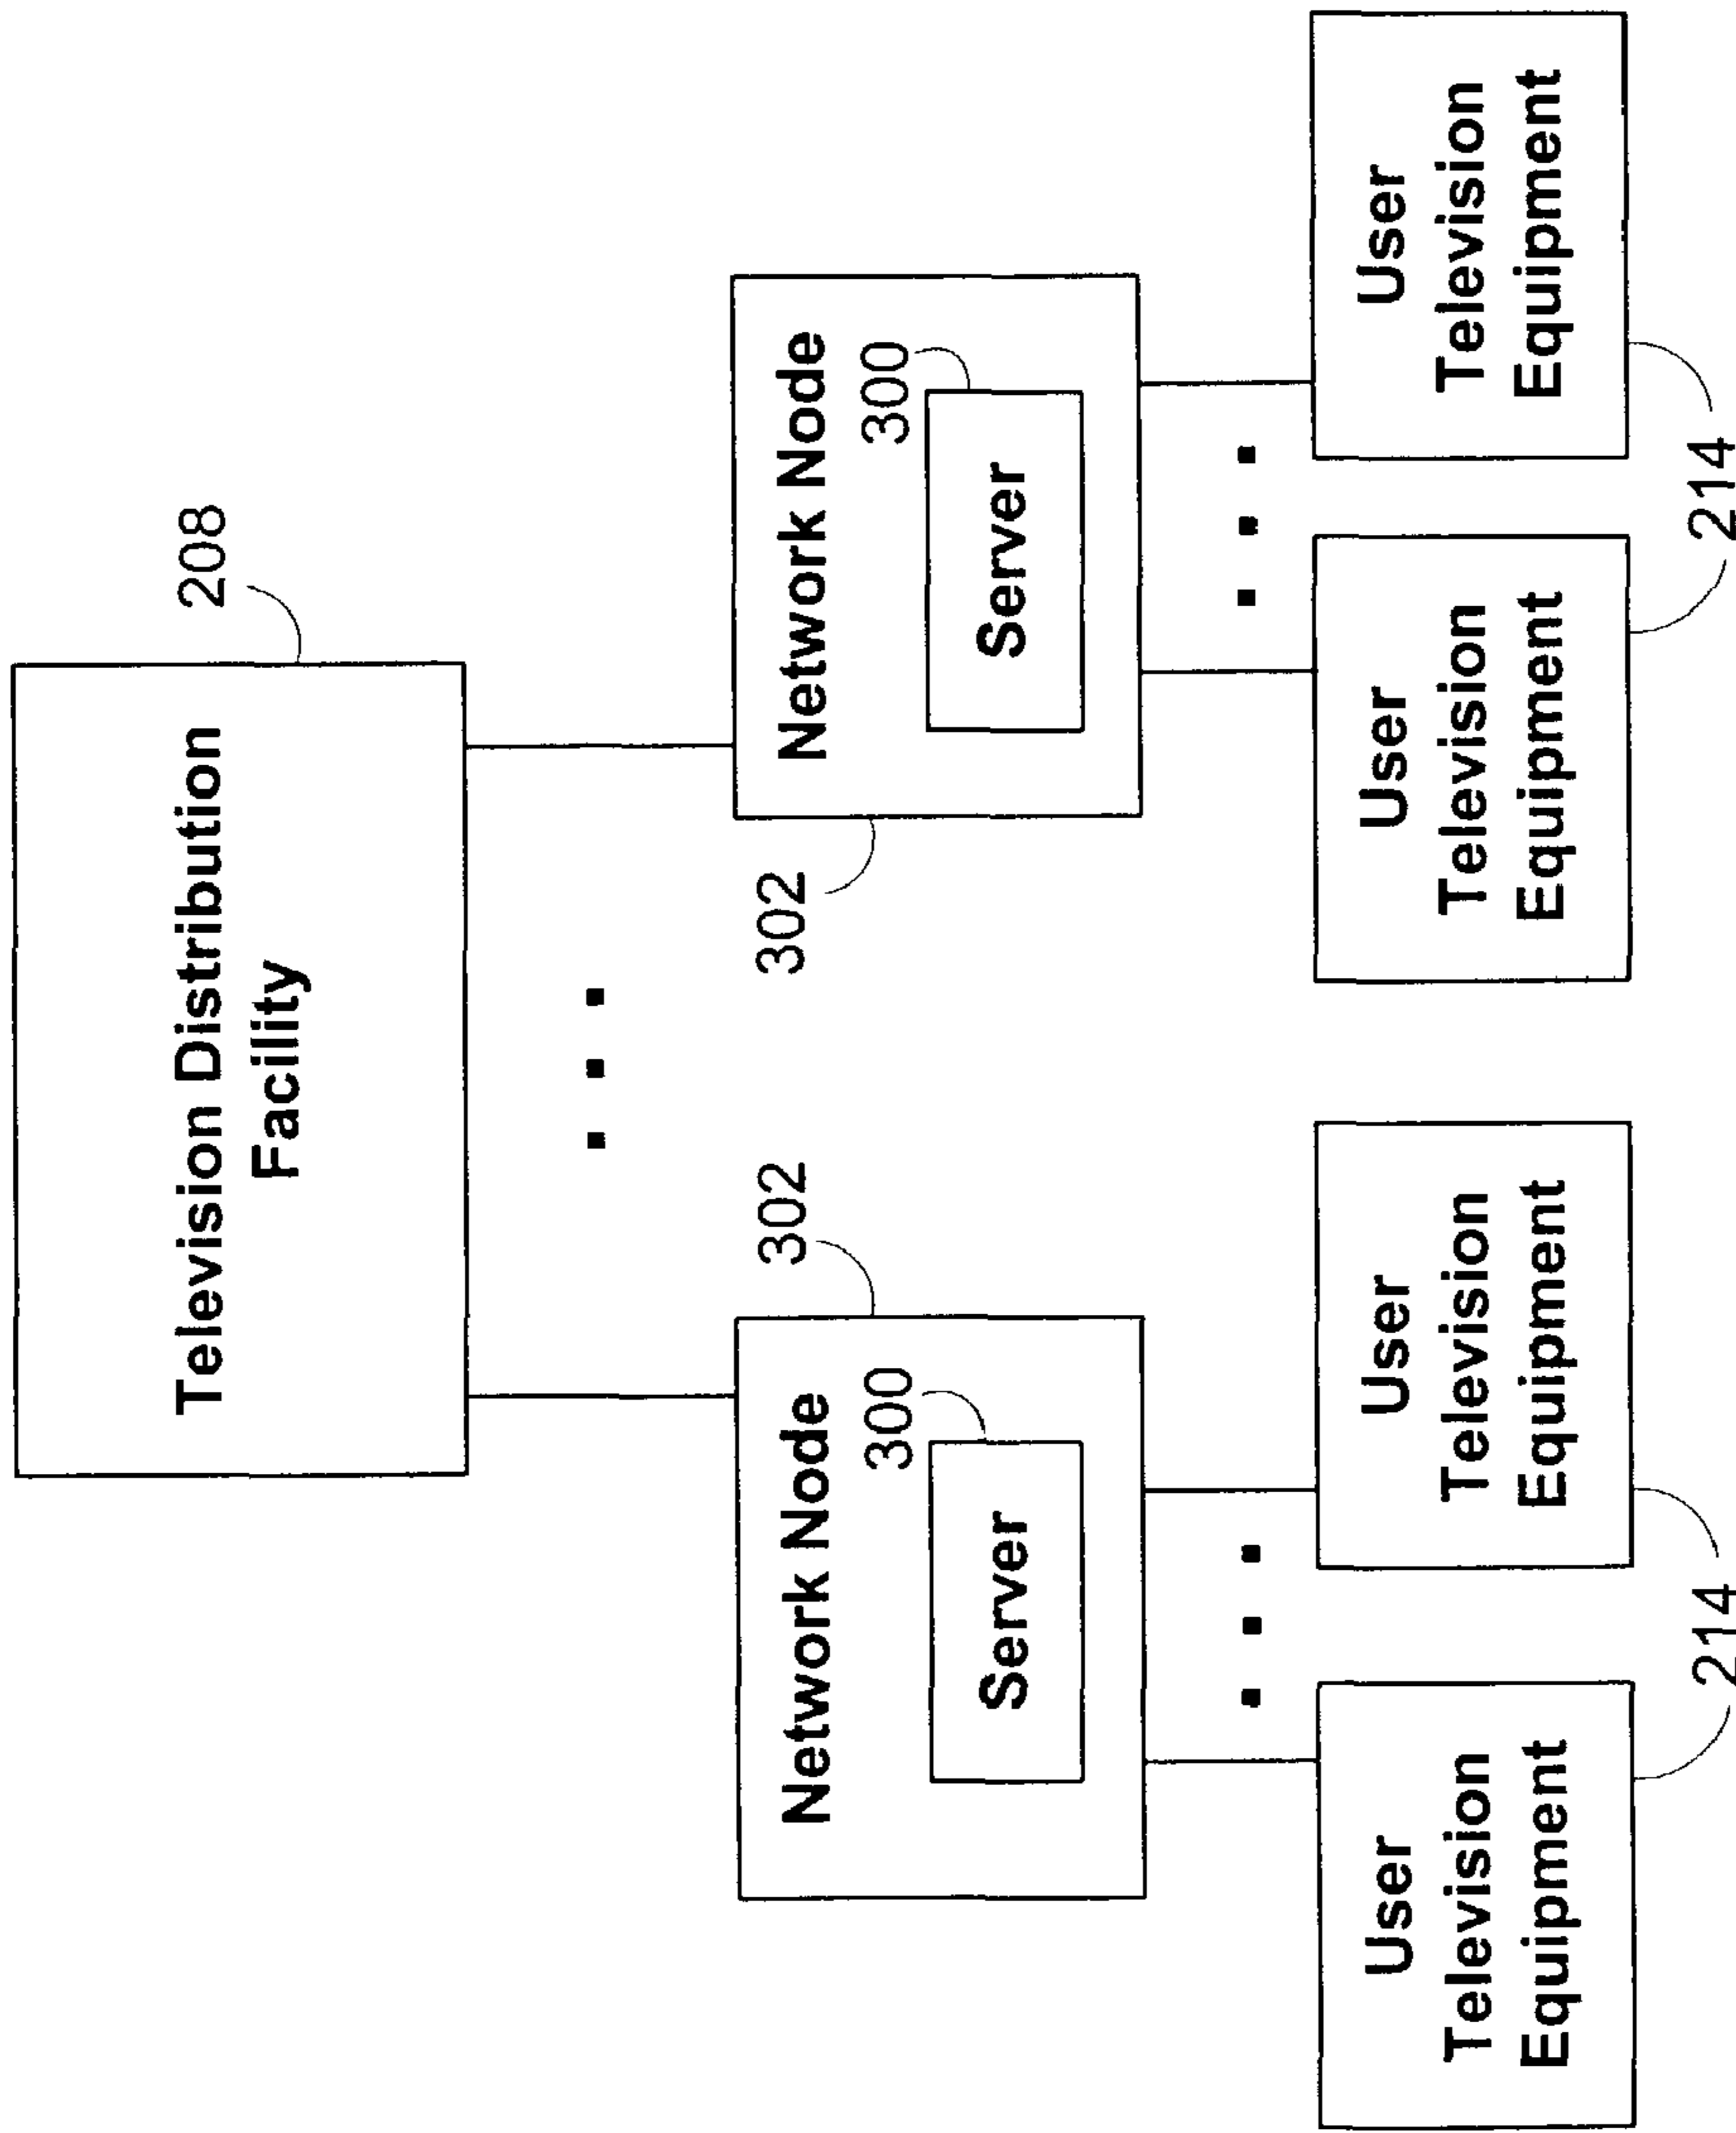 Television Distribution
Facility
208
302
302
Network Node
300
Server
Network Node
300
Server
User
Television
Equipment
User
Television
Equipment
User
Television
Equipment
User
Television
Equipment
214
214